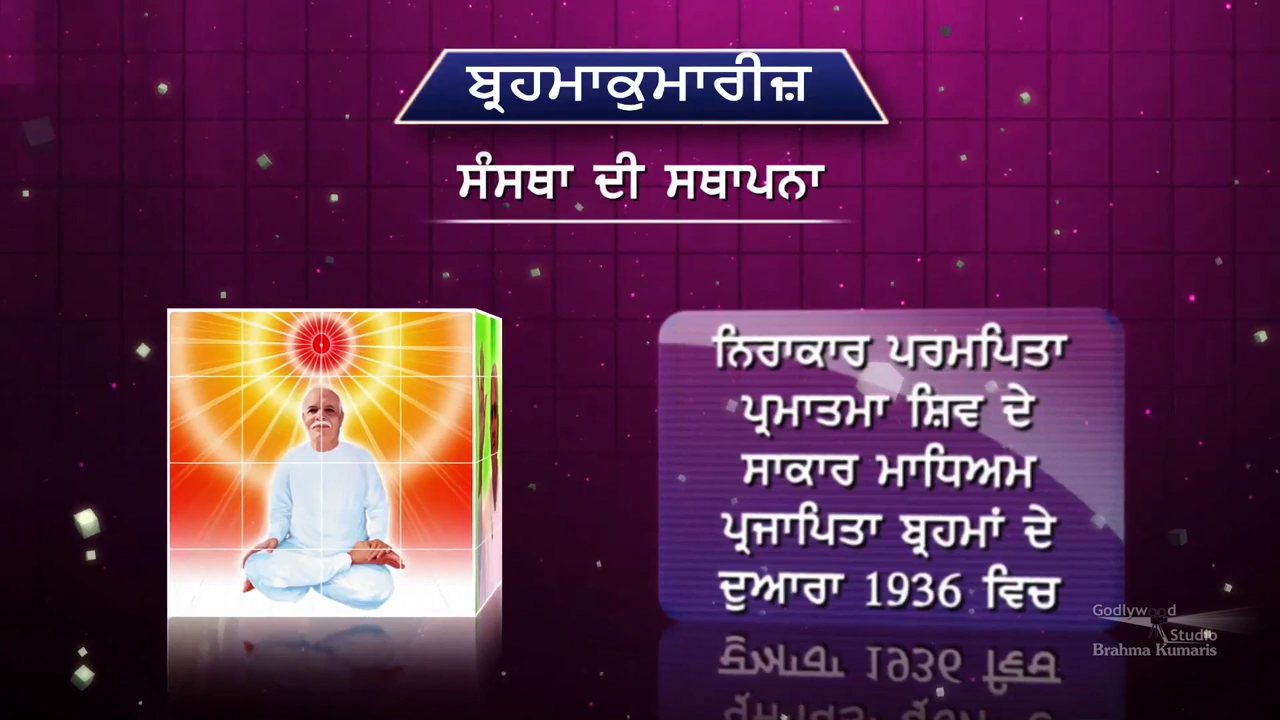 ਬ੍ਰਹਮਾਕੁਮਾਰੀਜ਼
ਸੰਸਥਾ ਦੀ ਸਥਾਪਨਾ
ਨਿਰਾਕਾਰ ਪਰਮਪਿਤਾ
ਪ੍ਰਮਾਤਮਾ ਸ਼ਿਵ ਦੇ
ਸਾਕਾਰ ਮਾਧਿਅਮ
ਪ੍ਰਜਾਪਿਤਾ ਬ੍ਰਹਮਾਂ ਦੇ
ਦੁਆਰਾ 1936 ਵਿਚ
Godlywood
Studio
Brahma Kumaris